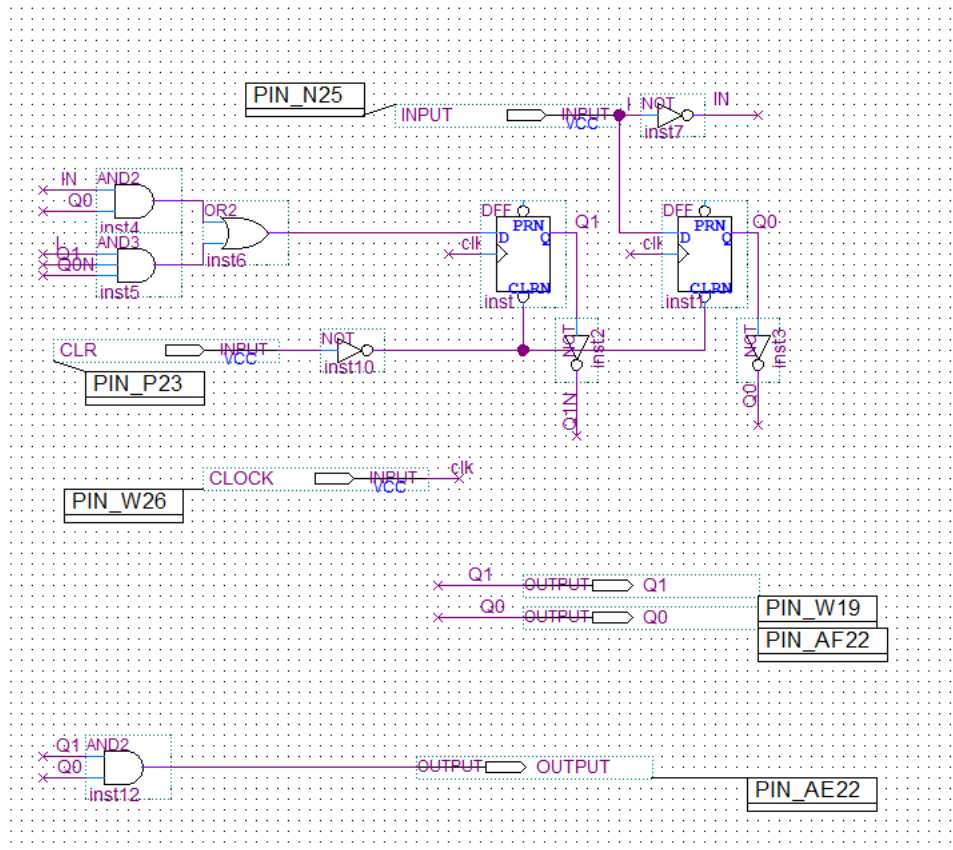 PIN_N25
INPUT INPUT VCC I NOT IN
inst7
IN AND2
Q0 OR2 DFF PRN Q1 DFF PRN Q0
inst4 D Q D Q
I AND3 clk clk
Q1
Q0N inst6
inst5 CLRN CLRN
inst inst1
CLR INPUT VCC NOT NOT inst2 NOT inst3
inst10
PIN_P23
Q1N Q0
CLOCK INPUT VCC clk
PIN_W26
Q1 OUTPUT Q1
PIN_W19
Q0 OUTPUT Q0
PIN_AF22
Q1 AND2
Q0 OUTPUT OUTPUT
inst12
PIN_AE22